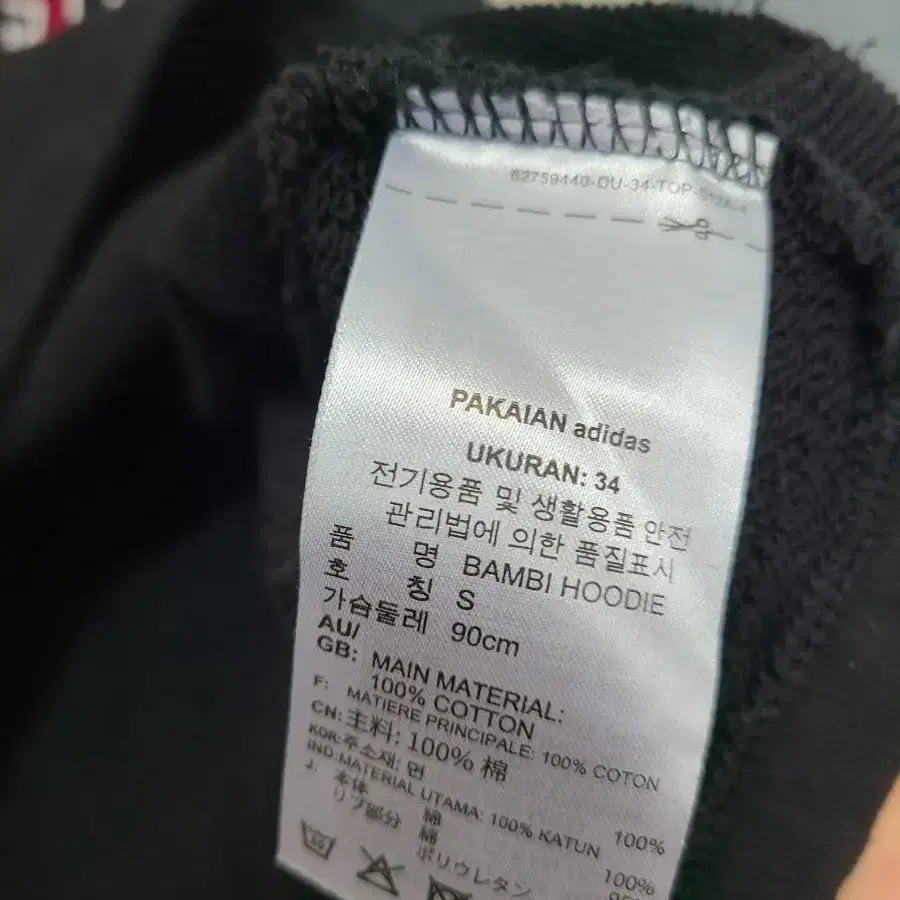 62759440-DU-34-TOP
PAKAIAN adidas
UKURAN: 34
전기용품 및 생활용품 안전
관리법에 의한 품질표시
품 명 BAMBI HOODIE
호 칭 S
가슴둘레 90cm
AU/
GB: MAIN MATERIAL:
100% COTTON
F: MATIERE PRINCIPALE: 100% COTON
CN: 主料: 100% 棉
KOR: 주소재: 면
IND: MATERIAL UTAMA: 100% KATUN
J: 本体 綿 100%
リブ部分 綿 100%
ポリウレタン